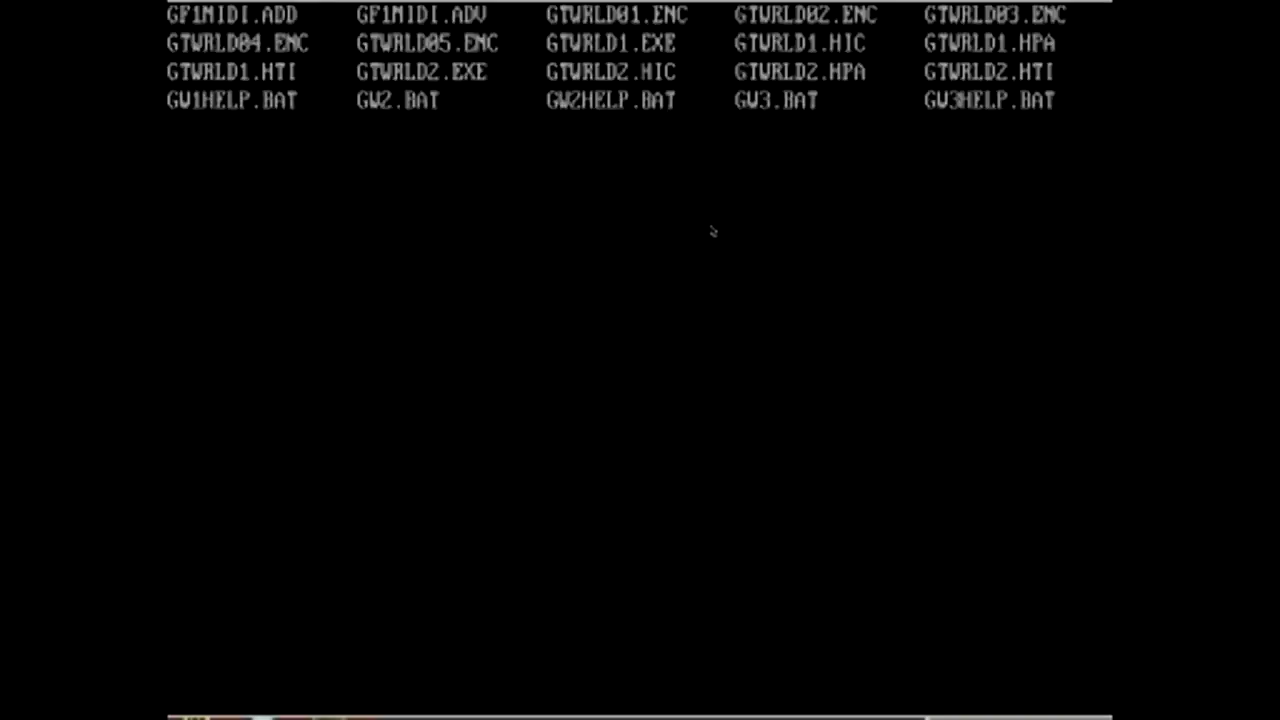 GF1MIDI.ADD GF1MIDI.ADV GTWRLD01.ENC GTWRLD02.ENC GTWRLD03.ENC
GTWRLD04.ENC GTWRLD05.ENC GTWRLD1.EXE GTWRLD1.HIC GTWRLD1.HPA
GTWRLD1.HTI GTWRLD2.EXE GTWRLD2.HIC GTWRLD2.HPA GTWRLD2.HTI
GW1HELP.BAT GW2.BAT GW2HELP.BAT GW3.BAT GW3HELP.BAT